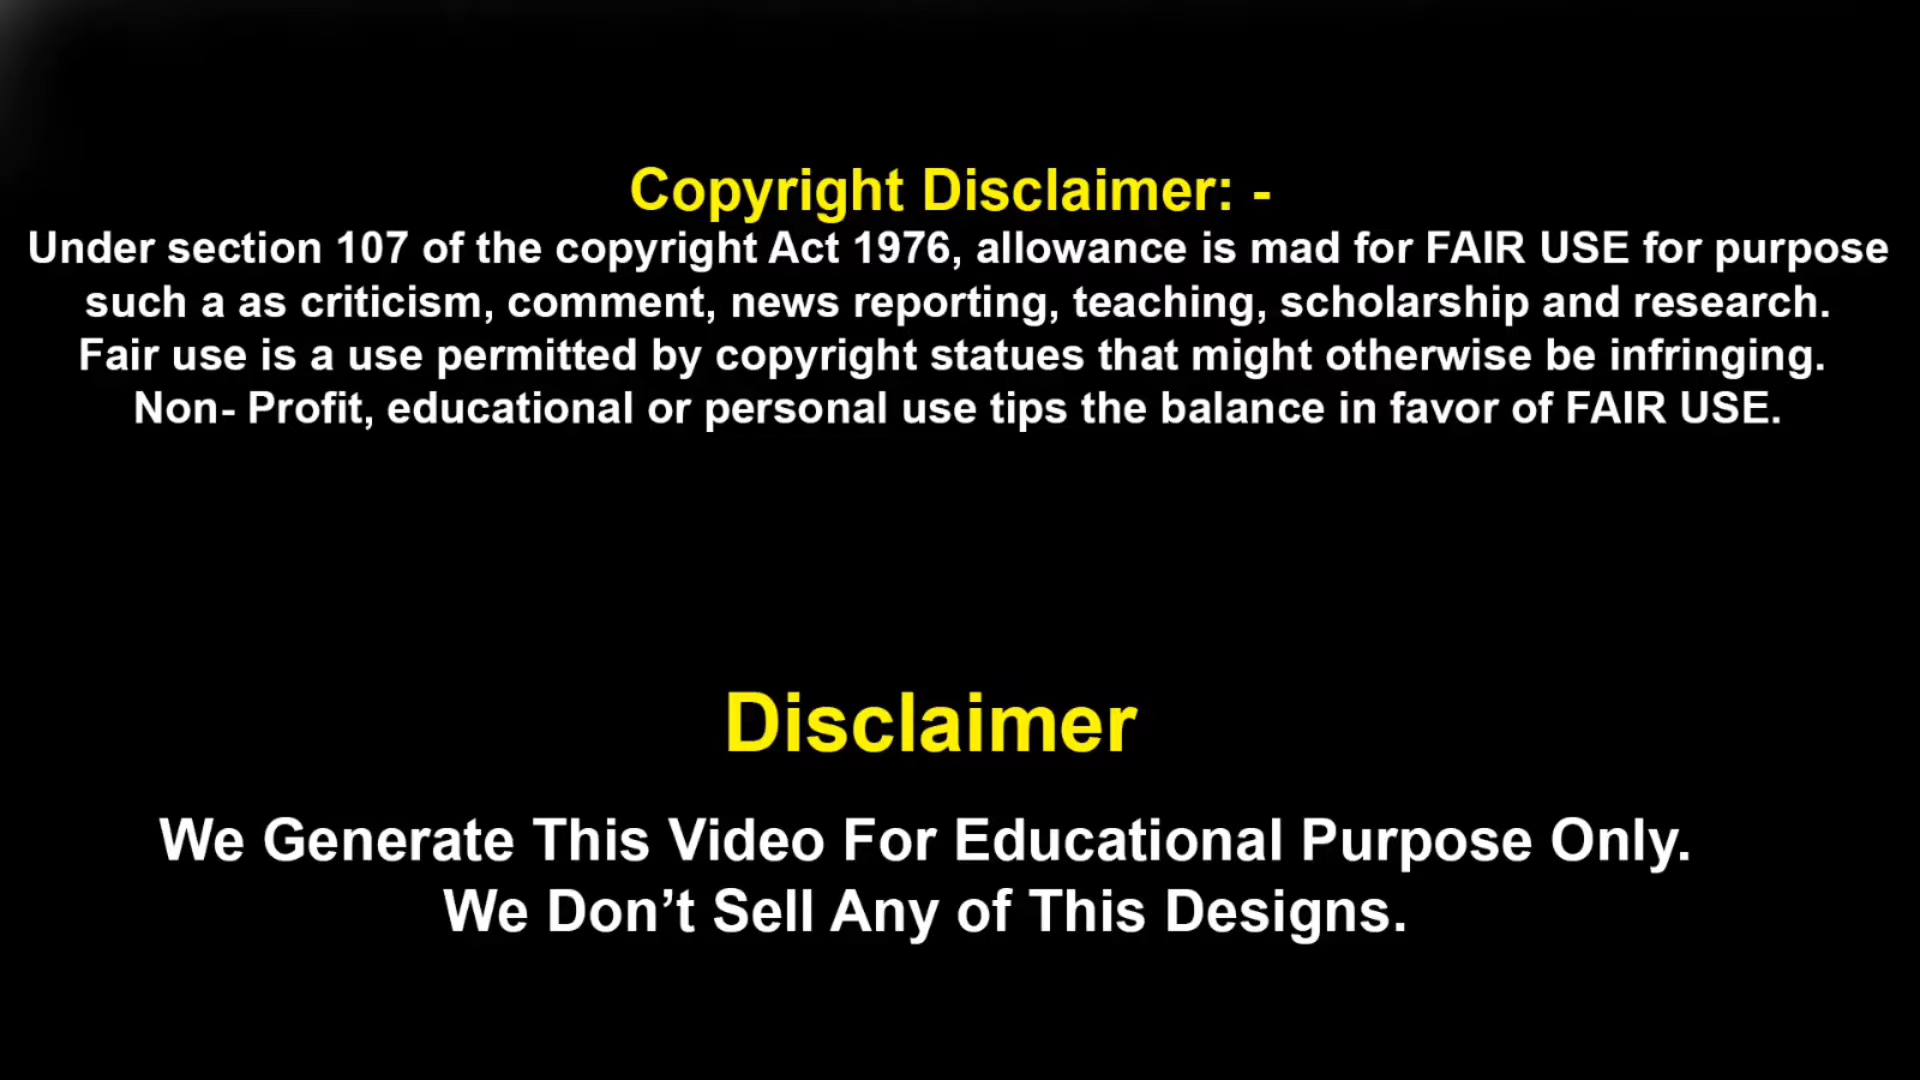 Copyright Disclaimer: -
Under section 107 of the copyright Act 1976, allowance is mad for FAIR USE for purpose
such a as criticism, comment, news reporting, teaching, scholarship and research.
Fair use is a use permitted by copyright statues that might otherwise be infringing.
Non- Profit, educational or personal use tips the balance in favor of FAIR USE.
Disclaimer
We Generate This Video For Educational Purpose Only.
We Don’t Sell Any of This Designs.